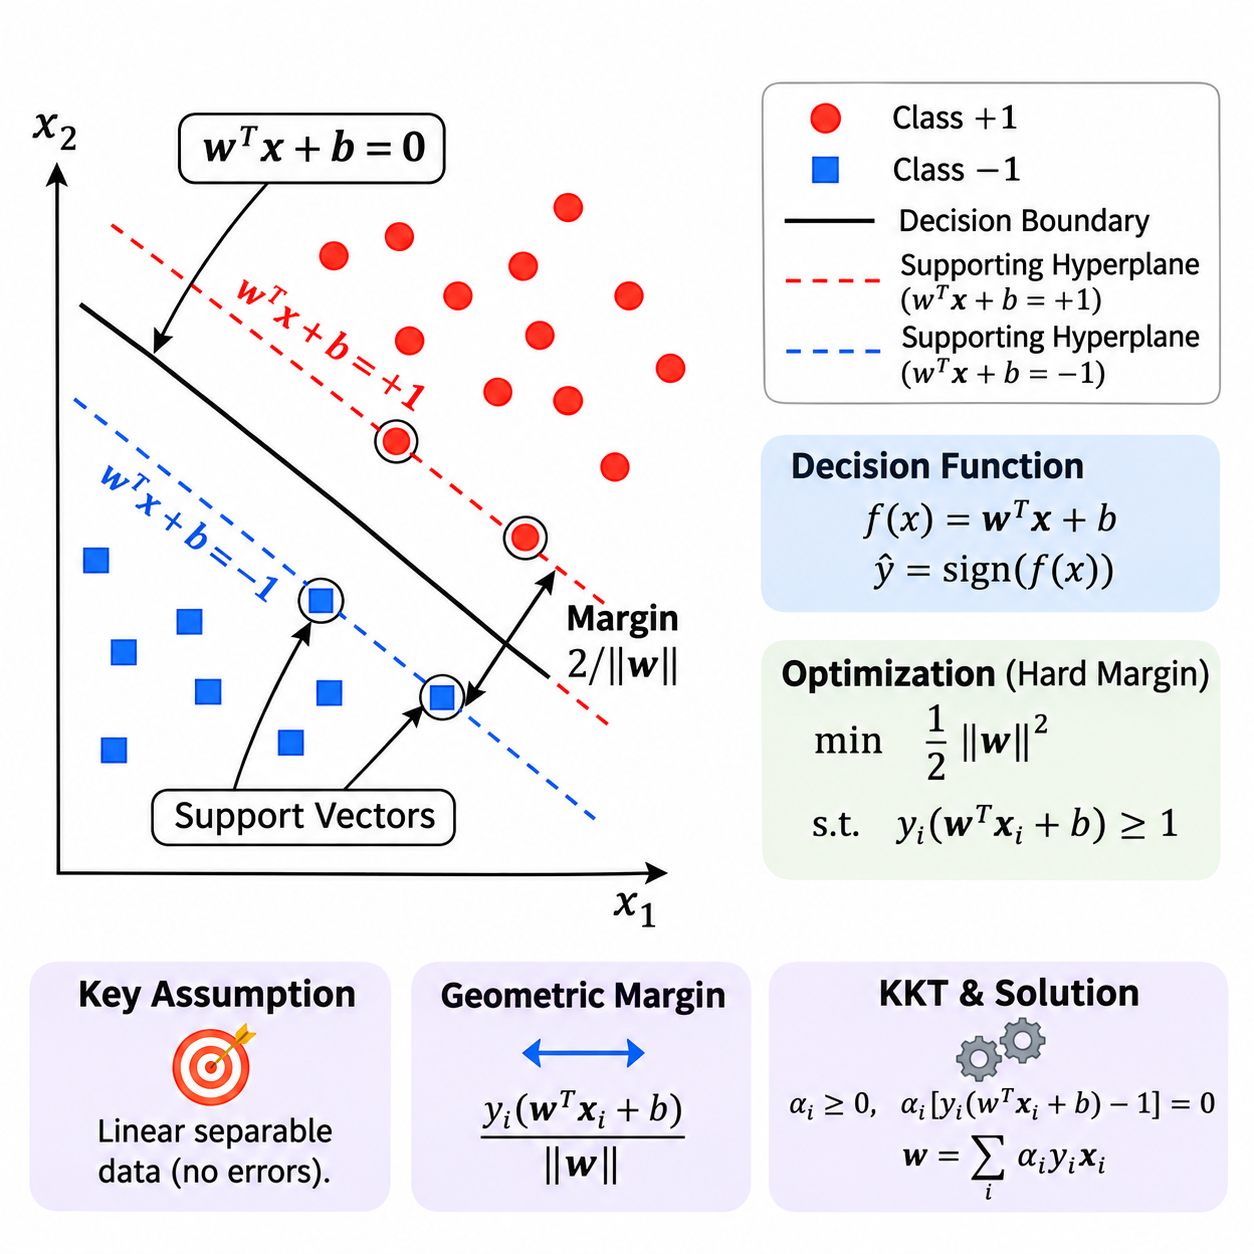 x₂
wᵀx + b = 0
wᵀx + b = +1
wᵀx + b = −1
Margin
2/‖w‖
Support Vectors
x₁
Class +1
Class −1
Decision Boundary
Supporting Hyperplane
(wᵀx + b = +1)
Supporting Hyperplane
(wᵀx + b = −1)
Decision Function
f(x) = wᵀx + b
ŷ = sign(f(x))
Optimization (Hard Margin)
min 1/2 ‖w‖²
s.t. yᵢ(wᵀxᵢ + b) ≥ 1
Key Assumption
Linear separable
data (no errors).
Geometric Margin
yᵢ(wᵀxᵢ + b)
‖w‖
KKT & Solution
αᵢ ≥ 0, αᵢ[yᵢ(wᵀxᵢ + b) − 1] = 0
w = ∑ᵢ αᵢyᵢxᵢ